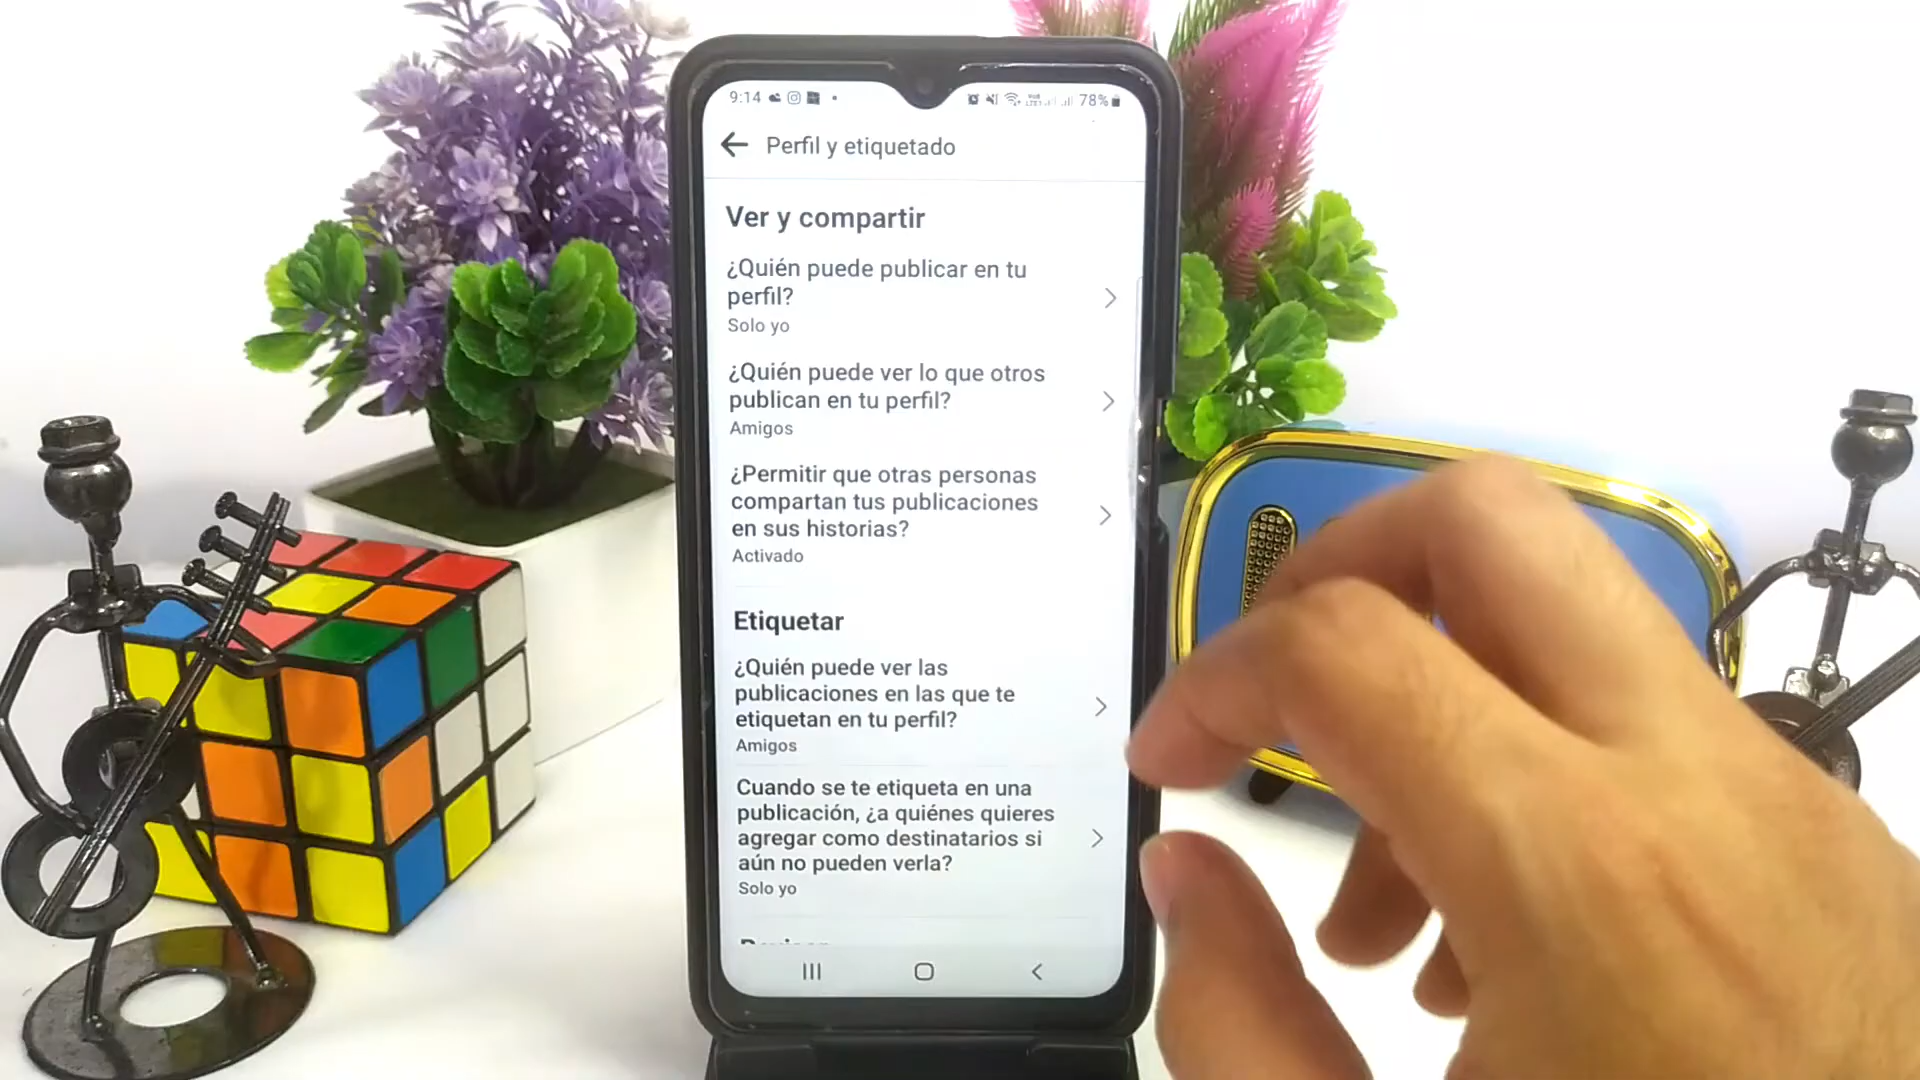 9:14
78%
Perfil y etiquetado
Ver y compartir
¿Quién puede publicar en tu
perfil?
Solo yo
¿Quién puede ver lo que otros
publican en tu perfil?
Amigos
¿Permitir que otras personas
compartan tus publicaciones
en sus historias?
Activado
Etiquetar
¿Quién puede ver las
publicaciones en las que te
etiquetan en tu perfil?
Amigos
Cuando se te etiqueta en una
publicación, ¿a quiénes quieres
agregar como destinatarios si
aún no pueden verla?
Solo yo